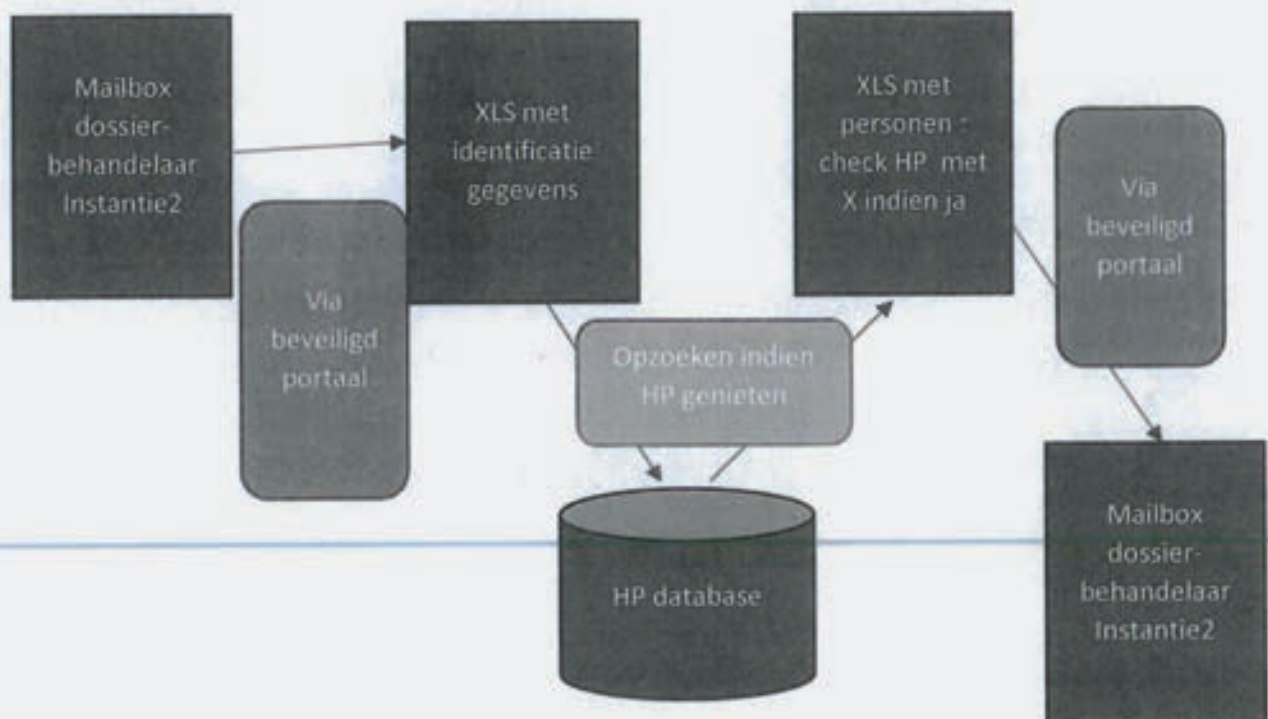 Mailbox
dossier-
behandelaar
Instantie2
Via
beveiligd
portaal
XLS met
identificatie
gegevens
Opzoeken indien
HP genieten
HP database
XLS met
personen :
check HP met
X indien ja
Via
beveiligd
portaal
Mailbox
dossier-
behandelaar
Instantie2